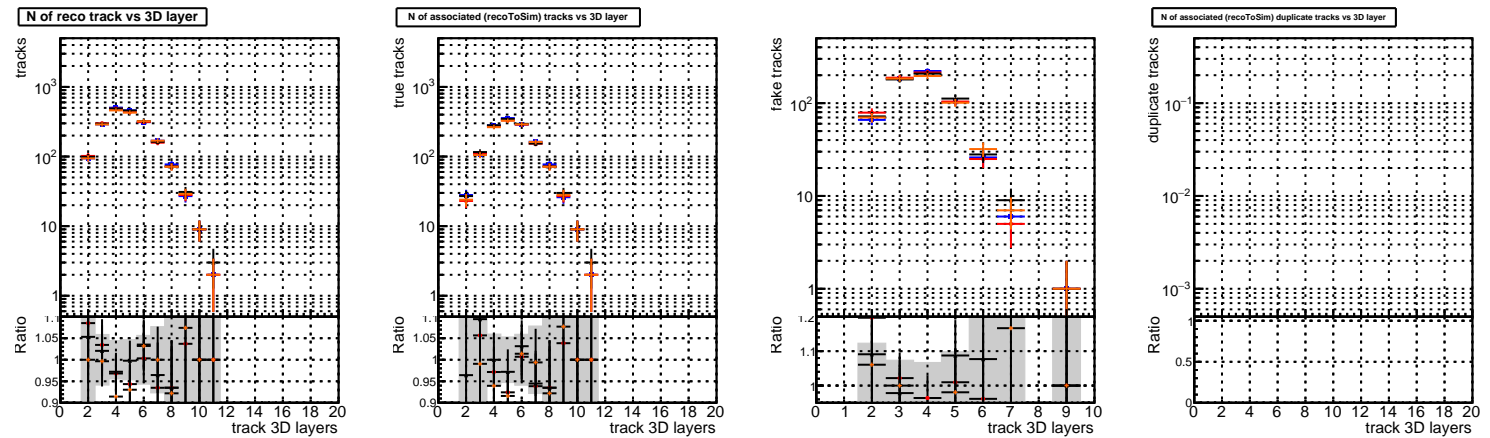 N of reco track vs 3D layer
tracks
10³
10²
10
1
Ratio
1.1
1.05
1
0.95
0.9
0 2 4 6 8 10 12 14 16 18 20
track 3D layers
N of associated (recoToSim) tracks vs 3D layer
true tracks
10³
10²
10
1
Ratio
1.1
1.05
1
0.95
0.9
0 2 4 6 8 10 12 14 16 18 20
track 3D layers
fake tracks
10²
10
1
Ratio
1.2
1.1
1
0 1 2 3 4 5 6 7 8 9 10
track 3D layers
N of associated (recoToSim) duplicate tracks vs 3D layer
duplicate tracks
10⁻¹
10⁻²
10⁻³
Ratio
1
0.5
0
0 2 4 6 8 10 12 14 16 18 20
track 3D layers